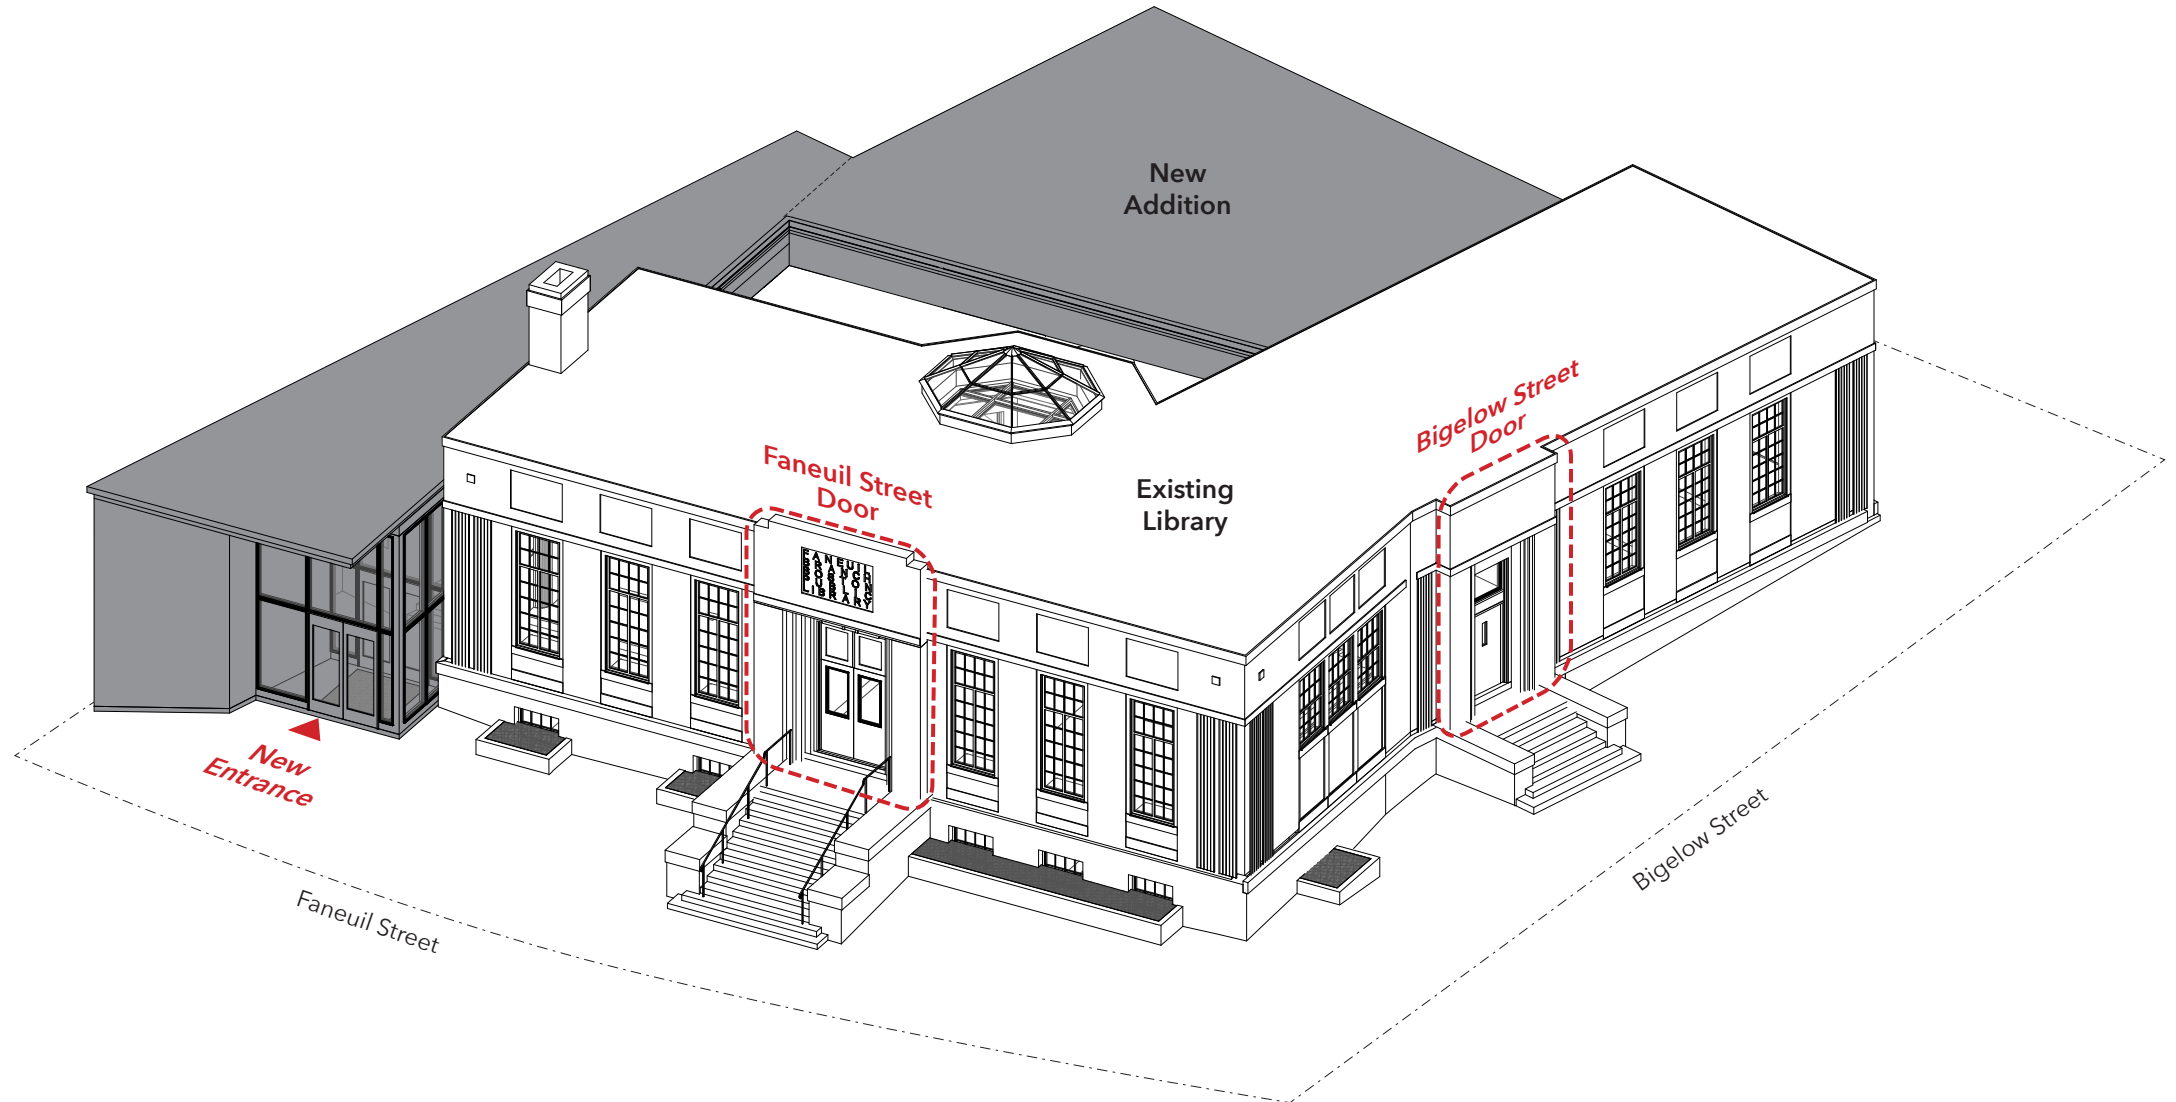 New
Addition
Bigelow Street
Door
Faneuil Street
Door
Existing
Library
New
Entrance
Faneuil Street
Bigelow Street